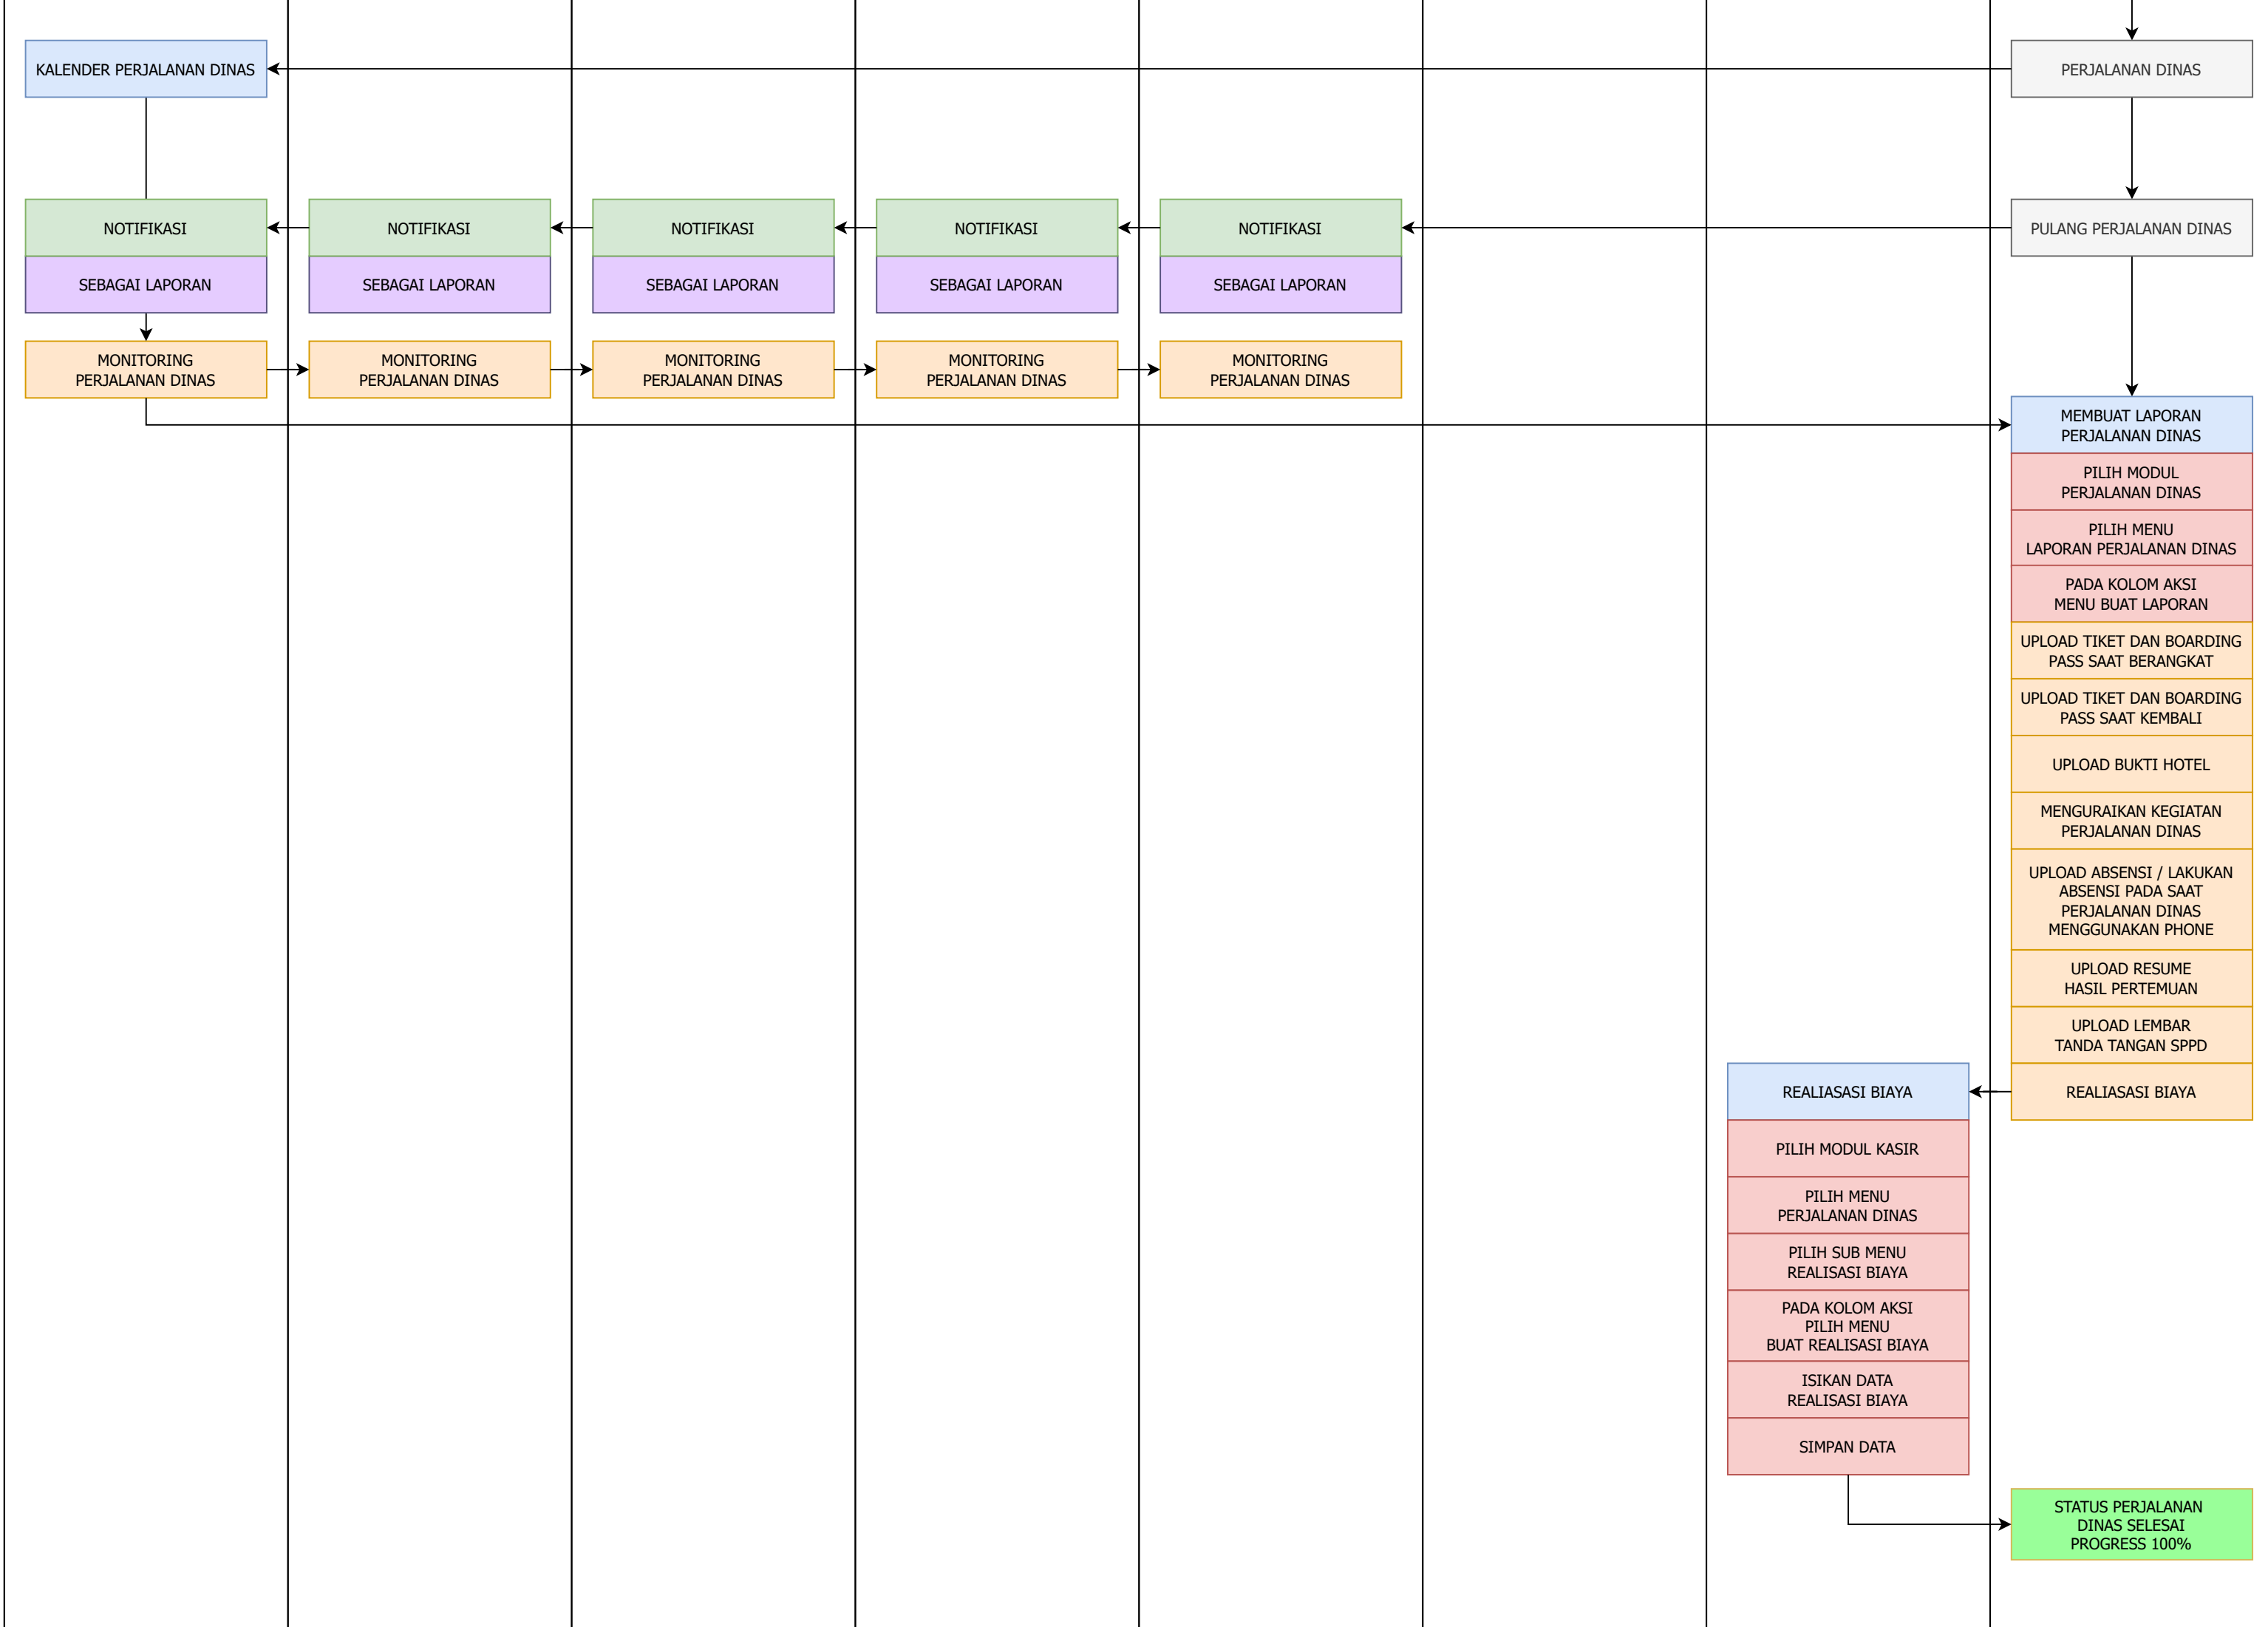 KALENDER PERJALANAN DINAS
PERJALANAN DINAS
NOTIFIKASI
NOTIFIKASI
NOTIFIKASI
NOTIFIKASI
NOTIFIKASI
PULANG PERJALANAN DINAS
SEBAGAI LAPORAN
SEBAGAI LAPORAN
SEBAGAI LAPORAN
SEBAGAI LAPORAN
SEBAGAI LAPORAN
MONITORING
PERJALANAN DINAS
MONITORING
PERJALANAN DINAS
MONITORING
PERJALANAN DINAS
MONITORING
PERJALANAN DINAS
MONITORING
PERJALANAN DINAS
MEMBUAT LAPORAN
PERJALANAN DINAS
PILIH MODUL
PERJALANAN DINAS
PILIH MENU
LAPORAN PERJALANAN DINAS
PADA KOLOM AKSI
MENU BUAT LAPORAN
UPLOAD TIKET DAN BOARDING
PASS SAAT BERANGKAT
UPLOAD TIKET DAN BOARDING
PASS SAAT KEMBALI
UPLOAD BUKTI HOTEL
MENGURAIKAN KEGIATAN
PERJALANAN DINAS
UPLOAD ABSENSI / LAKUKAN
ABSENSI PADA SAAT
PERJALANAN DINAS
MENGGUNAKAN PHONE
UPLOAD RESUME
HASIL PERTEMUAN
UPLOAD LEMBAR
TANDA TANGAN SPPD
REALIASASI BIAYA
REALIASASI BIAYA
PILIH MODUL KASIR
PILIH MENU
PERJALANAN DINAS
PILIH SUB MENU
REALISASI BIAYA
PADA KOLOM AKSI
PILIH MENU
BUAT REALISASI BIAYA
ISIKAN DATA
REALISASI BIAYA
SIMPAN DATA
STATUS PERJALANAN
DINAS SELESAI
PROGRESS 100%